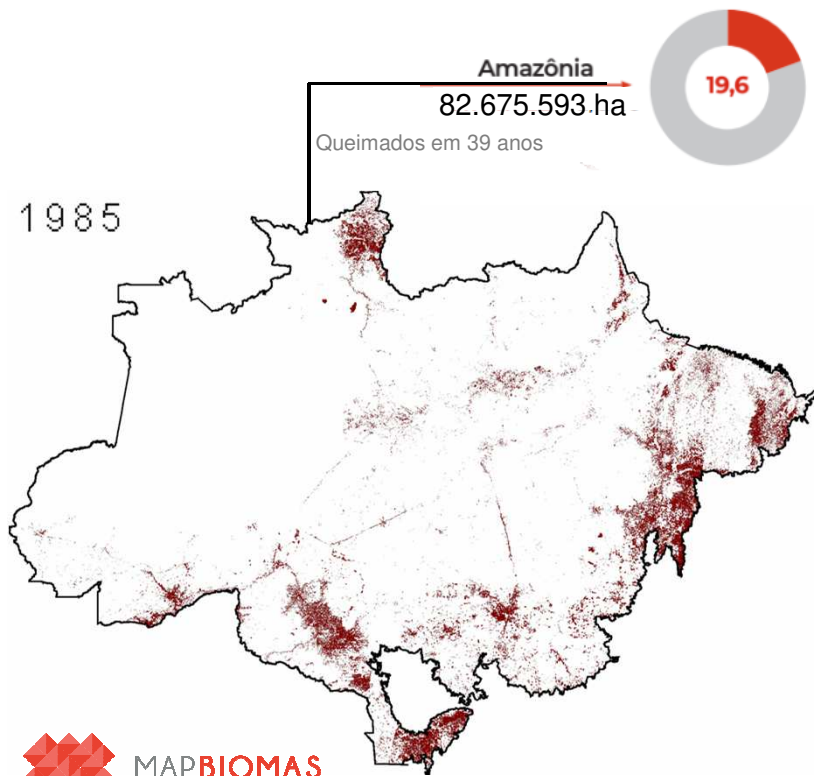 Amazônia
19,6
82.675.593 ha
Queimados em 39 anos
1985
MAPBIOMAS